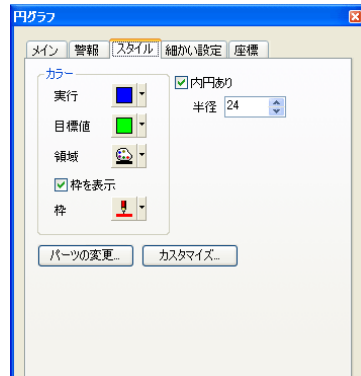 円グラフ
メイン 警報 スタイル 細かい設定 座標
カラー
実行
目標値
領域
枠を表示
枠
内円あり
半径 24
パーツの変更... カスタマイズ...